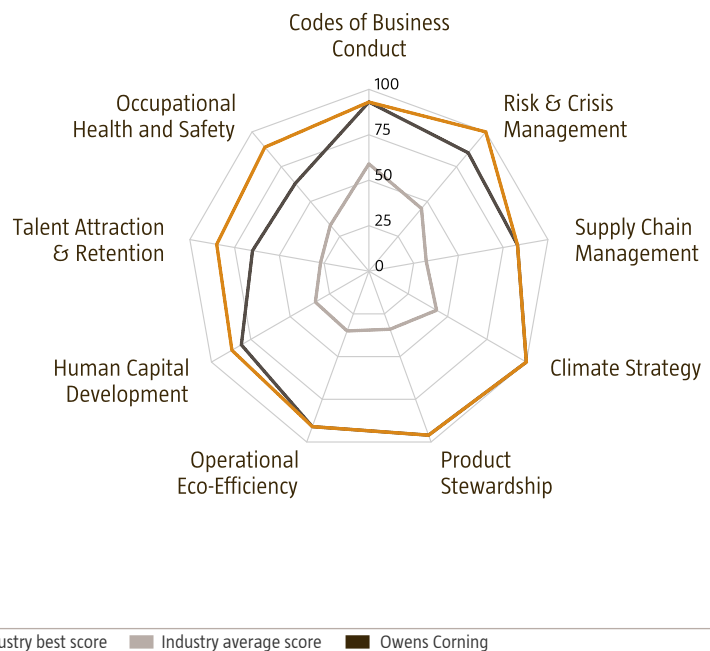 Codes of Business
Conduct
100
Occupational
Health and Safety
Risk & Crisis
Management
75
50
Talent Attraction
& Retention
25
Supply Chain
Management
0
Human Capital
Development
Climate Strategy
Operational
Eco-Efficiency
Product
Stewardship
ustry best score Industry average score Owens Corning